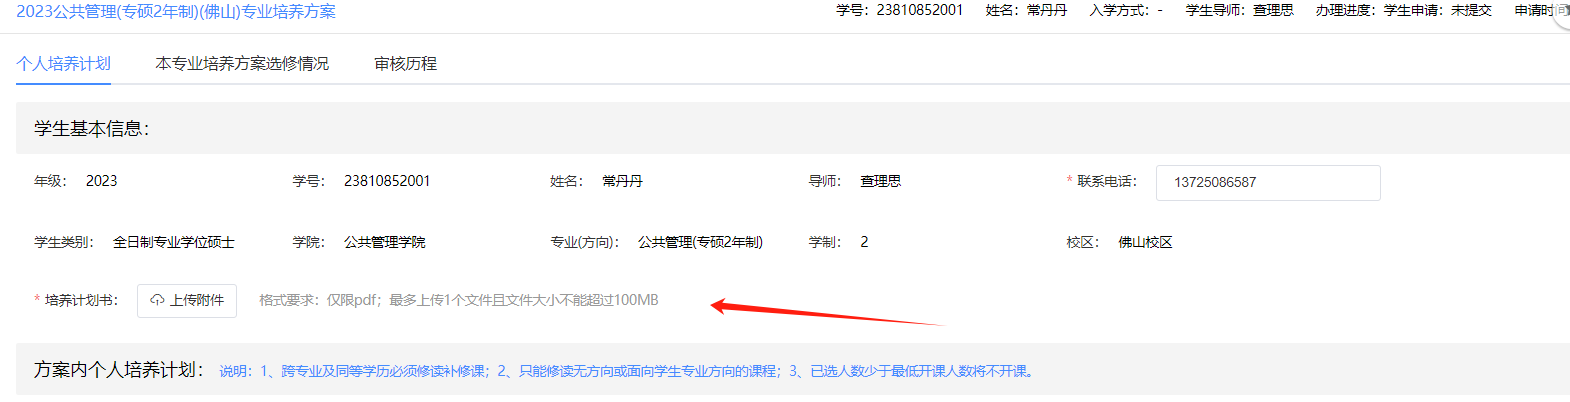 2023公共管理(专硕2年制)(佛山)专业培养方案 学号：23810852001 姓名：常丹丹 入学方式：- 学生导师：查理思 办理进度：学生申请：未提交 申请时间
个人培养计划 本专业培养方案选修情况 审核历程
学生基本信息：
年级： 2023 学号： 23810852001 姓名： 常丹丹 导师： 查理思 * 联系电话： 13725086587
学生类别： 全日制专业学位硕士 学院： 公共管理学院 专业(方向)： 公共管理(专硕2年制) 学制： 2 校区： 佛山校区
* 培养计划书： 上传附件 格式要求：仅限pdf；最多上传1个文件且文件大小不能超过100MB
方案内个人培养计划： 说明：1、跨专业及同等学历必须修读补修课；2、只能修读无方向或面向学生专业方向的课程；3、已选人数少于最低开课人数将不开课。